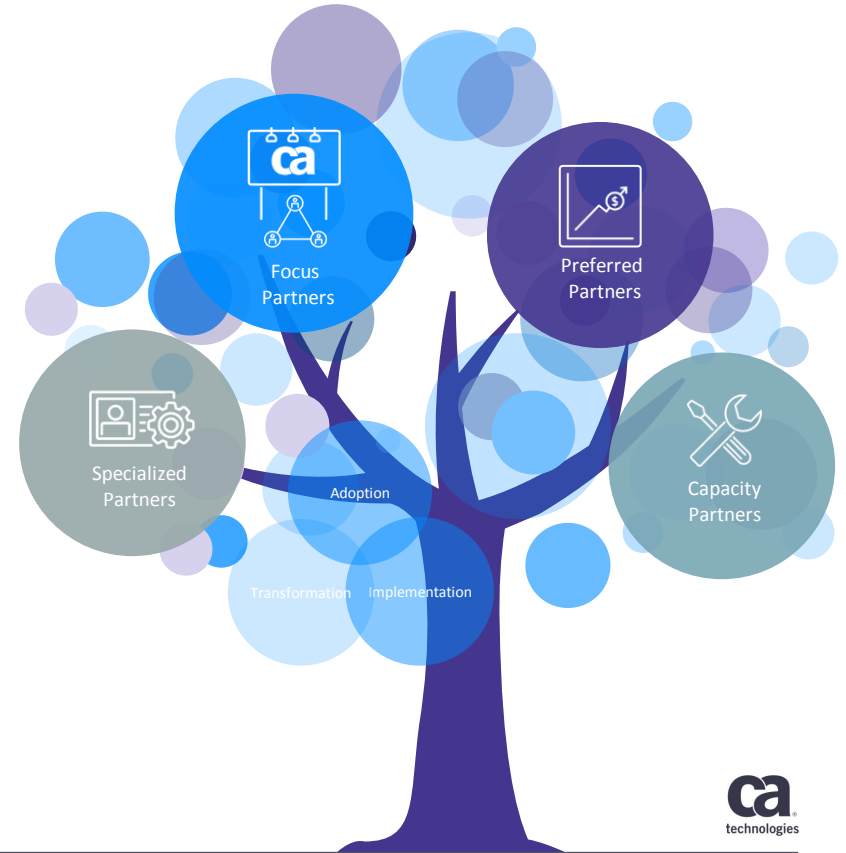 ca
Focus
Partners
Preferred
Partners
$
Specialized
Partners
Capacity
Partners
Adoption
Transformation
Implementation
ca
technologies